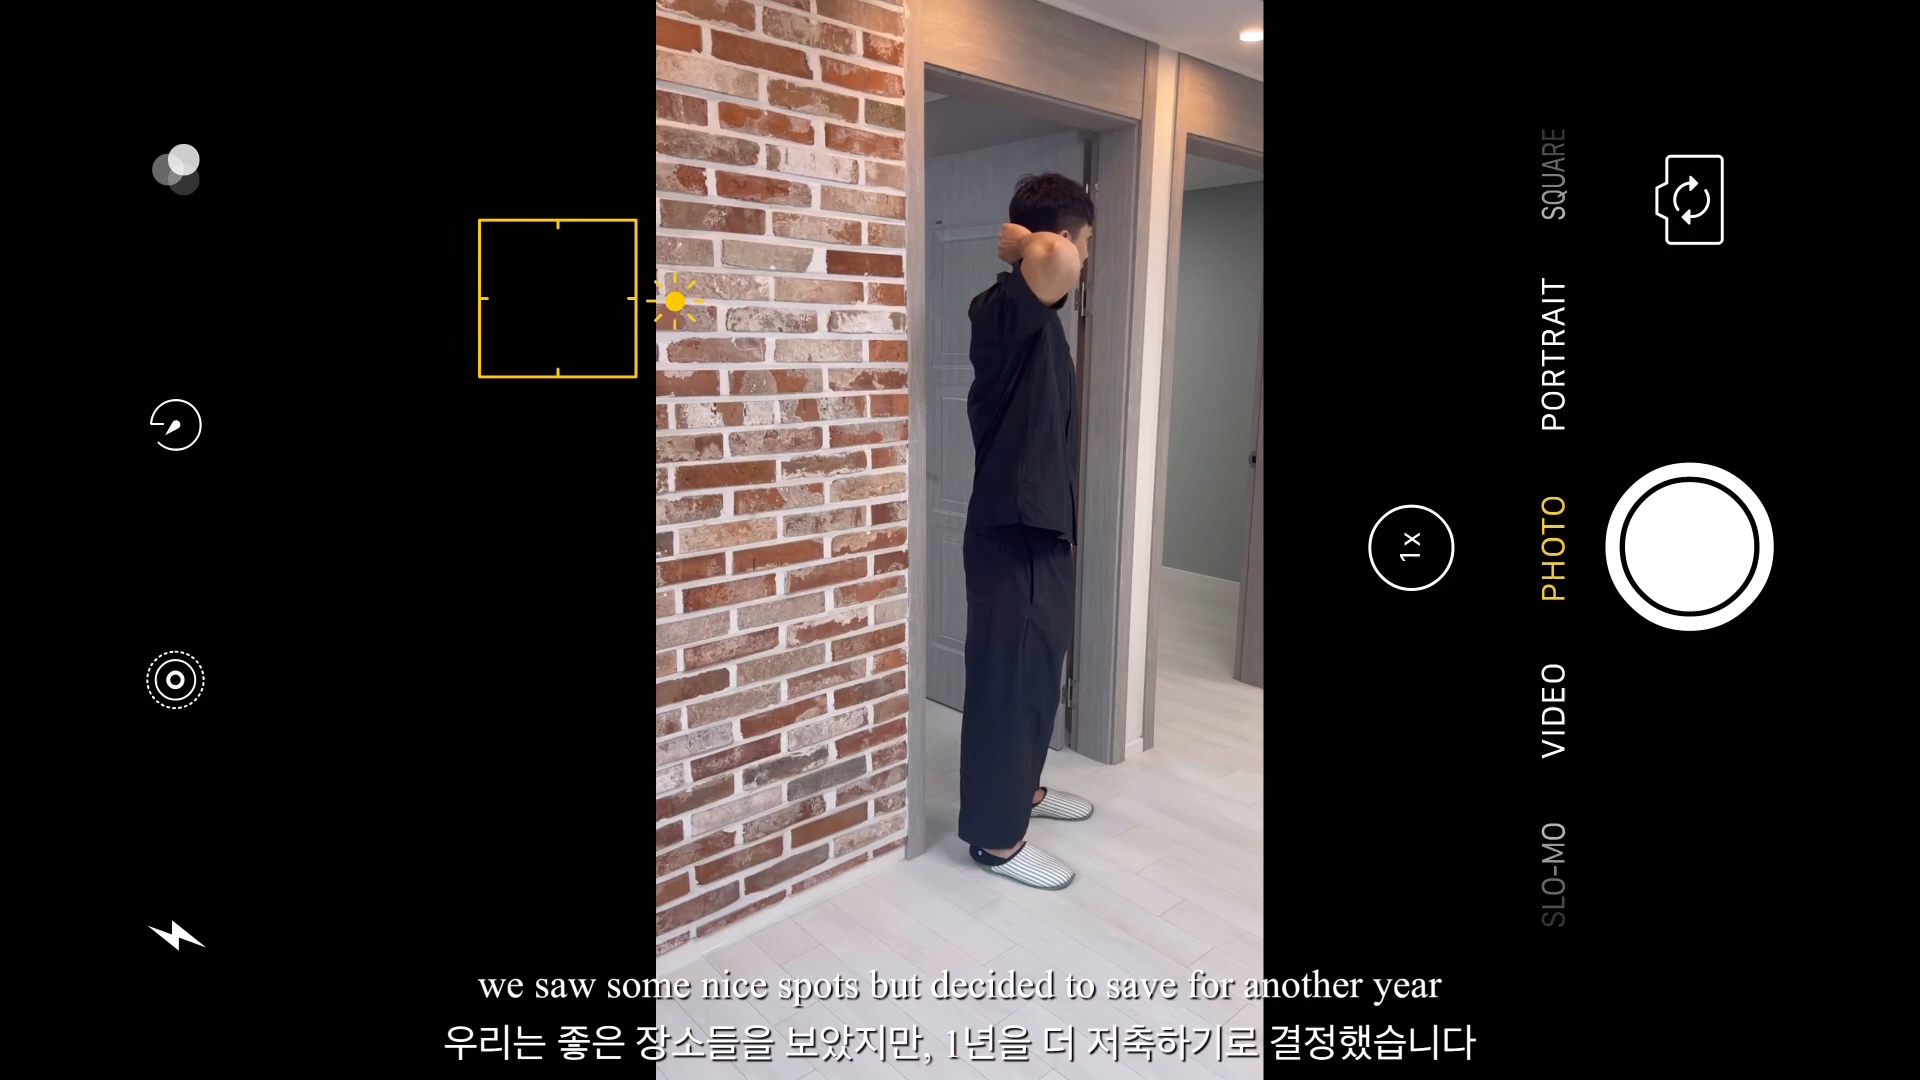 SQUARE
PORTRAIT
PHOTO
VIDEO
SLO-MO
1x
we saw some nice spots but decided to save for another year
우리는 좋은 장소들을 보았지만, 1년을 더 저축하기로 결정했습니다